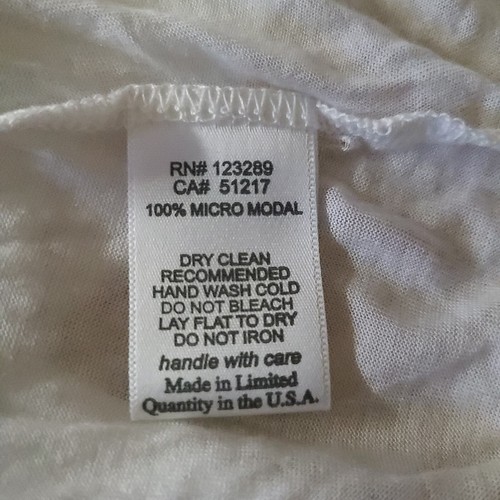 RN# 123289
CA# 51217
100% MICRO MODAL
DRY CLEAN
RECOMMENDED
HAND WASH COLD
DO NOT BLEACH
LAY FLAT TO DRY
DO NOT IRON
handle with care
Made in Limited
Quantity in the U.S.A.